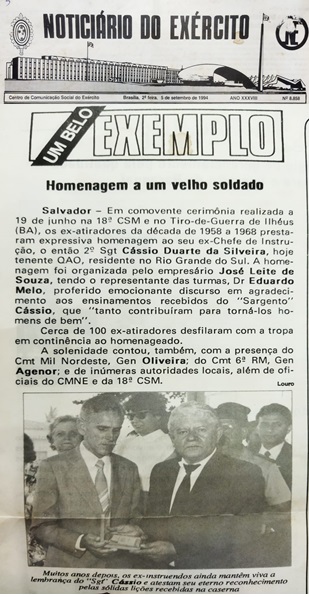 NOTICIÁRIO DO EXÉRCITO
Centro de Comunicação Social do Exército
Brasília, 2ª feira, 5 de setembro de 1994
ANO XXXVIII
Nº 8.888
UM BELO
EXEMPLO
Homenagem a um velho soldado
Salvador – Em comovente cerimônia realizada a
19 de junho na 18ª CSM e no Tiro-de-Guerra de Ilhéus
(BA), os ex-atiradores da década de 1958 a 1968 presta-
ram expressiva homenagem ao seu ex-Chefe de Instru-
ção, o então 2º Sgt Cássio Duarte da Silveira, hoje
tenente QAO, residente no Rio Grande do Sul. A home-
nagem foi organizada pelo empresário José Leite de
Souza, tendo o representante das turmas, Dr Eduardo
Melo, proferido emocionante discurso em agradeci-
mento aos ensinamentos recebidos do "Sargento"
Cássio, que "tanto contribuíram para torná-los ho-
mens de bem".
Cerca de 100 ex-atiradores desfilaram com a tropa
em continência ao homenageado.
A solenidade contou, também, com a presença do
Cmt Mil Nordeste, Gen Oliveira; do Cmt 6ª RM, Gen
Agenor; e de inúmeras autoridades locais, além de ofi-
ciais do CMNE e da 18ª CSM.
Louro
Muitos anos depois, os ex-instruendos ainda mantêm viva a
lembrança do "Sgt" Cássio e atestam seu eterno reconhecimento
pelas sólidas lições recebidas na caserna